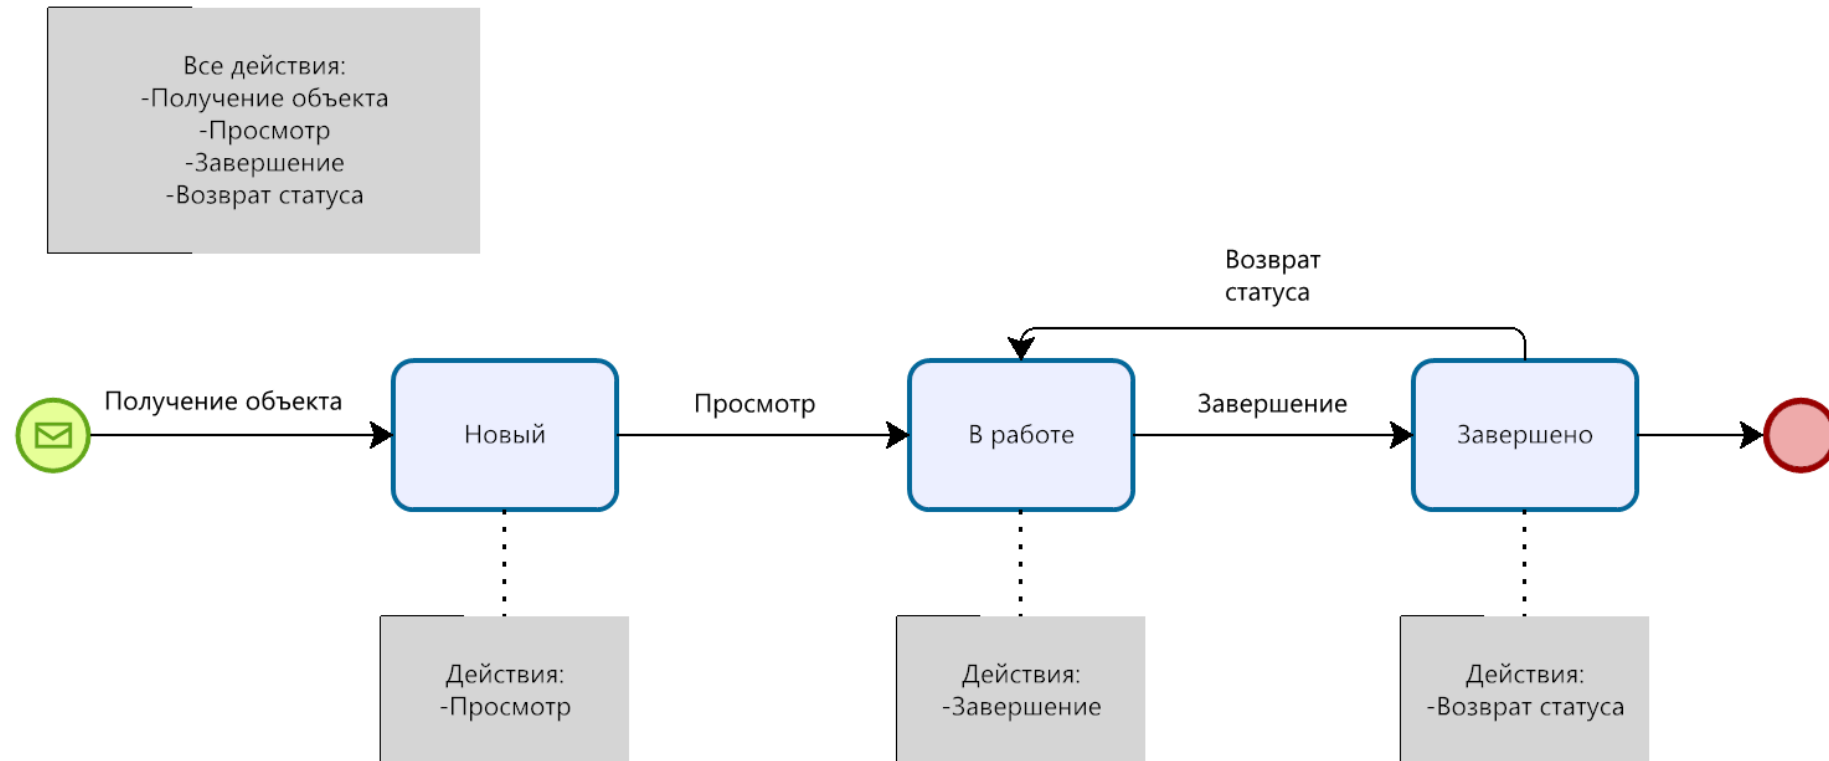 Все действия:
-Получение объекта
-Просмотр
-Завершение
-Возврат статуса
Возврат
статуса
Получение объекта
Просмотр
Завершение
Новый
В работе
Завершено
Действия:
-Просмотр
Действия:
-Завершение
Действия:
-Возврат статуса